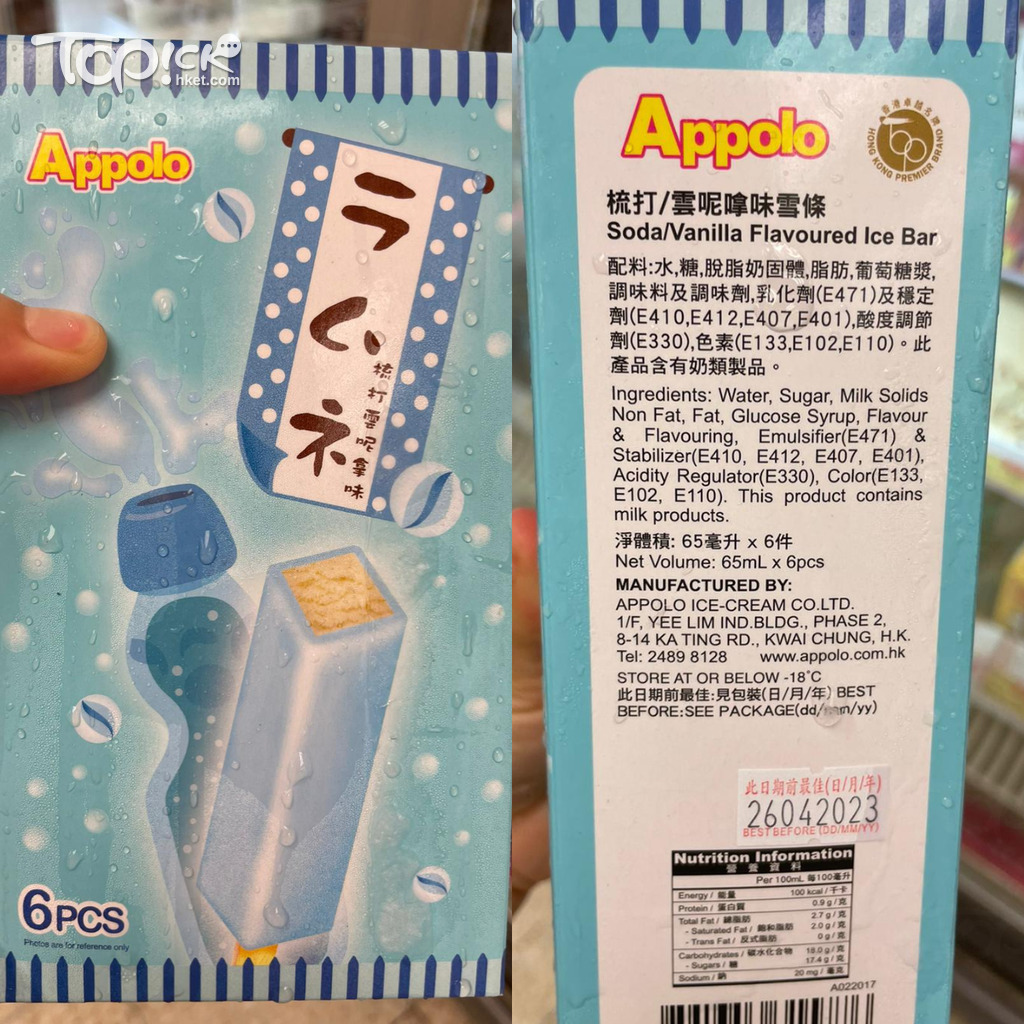 TOPick
hket.com
Appolo
ラムネ
梳打雲呢拿味
6PCS
Photos are for reference only
Appolo
香港卓越名牌
HONG KONG PREMIER BRAND
梳打/雲呢嗱味雪條
Soda/Vanilla Flavoured Ice Bar
配料:水,糖,脫脂奶固體,脂肪,葡萄糖漿,
調味料及調味劑,乳化劑(E471)及穩定
劑(E410,E412,E407,E401),酸度調節
劑(E330),色素(E133,E102,E110)。此
產品含有奶類製品。
Ingredients: Water, Sugar, Milk Solids
Non Fat, Fat, Glucose Syrup, Flavour
& Flavouring, Emulsifier(E471) &
Stabilizer(E410, E412, E407, E401),
Acidity Regulator(E330), Color(E133,
E102, E110). This product contains
milk products.
淨體積: 65毫升 x 6件
Net Volume: 65mL x 6pcs
MANUFACTURED BY:
APPOLO ICE-CREAM CO.LTD.
1/F, YEE LIM IND.BLDG., PHASE 2,
8-14 KA TING RD., KWAI CHUNG, H.K.
Tel: 2489 8128 www.appolo.com.hk
STORE AT OR BELOW -18°C
此日期前最佳:見包裝(日/月/年) BEST
BEFORE:SEE PACKAGE(dd/mm/yy)
此日期前最佳(日/月/年)
26042023
BEST BEFORE (DD/MM/YY)
Nutrition Information
營養資料
Per 100mL 每100毫升
Energy / 能量 100 kcal / 千卡
Protein / 蛋白質 0.9 g / 克
Total Fat / 總脂肪 2.7 g / 克
- Saturated Fat / 飽和脂肪 2.0 g / 克
- Trans Fat / 反式脂肪 0 g / 克
Carbohydrates / 碳水化合物 18.0 g / 克
- Sugars / 糖 17.4 g / 克
Sodium / 鈉 20 mg / 毫克
A022017